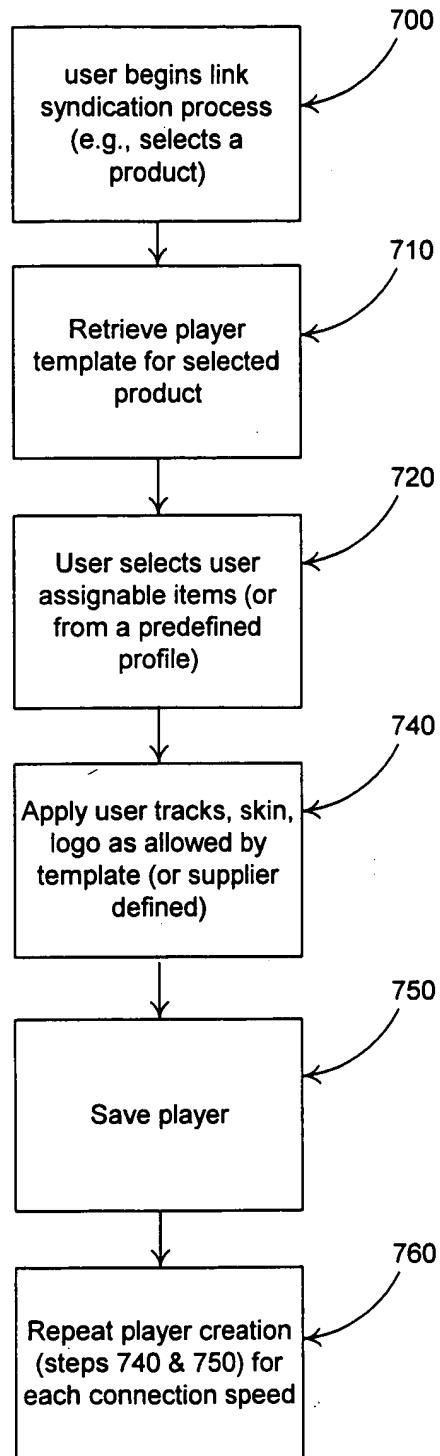 700
user begins link
syndication process
(e.g., selects a
product)
710
Retrieve player
template for selected
product
720
User selects user
assignable items (or
from a predefined
profile)
740
Apply user tracks, skin,
logo as allowed by
template (or supplier
defined)
750
Save player
760
Repeat player creation
(steps 740 & 750) for
each connection speed